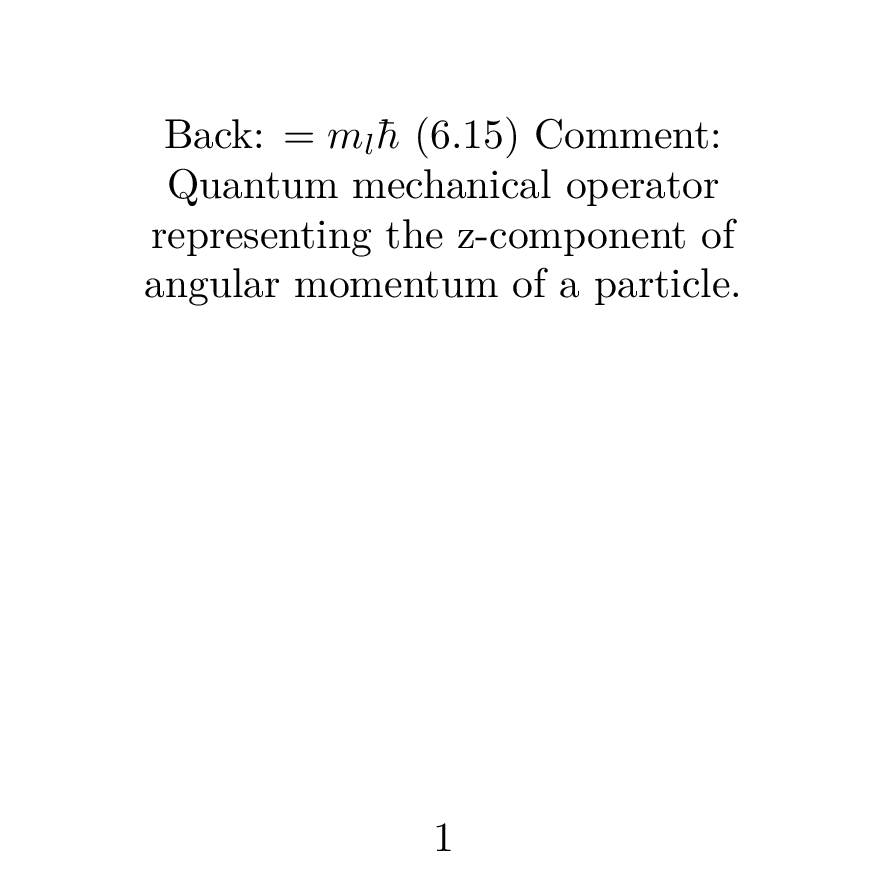 Back: = $m_l\hbar$ (6.15) Comment:
Quantum mechanical operator
representing the z-component of
angular momentum of a particle.
1